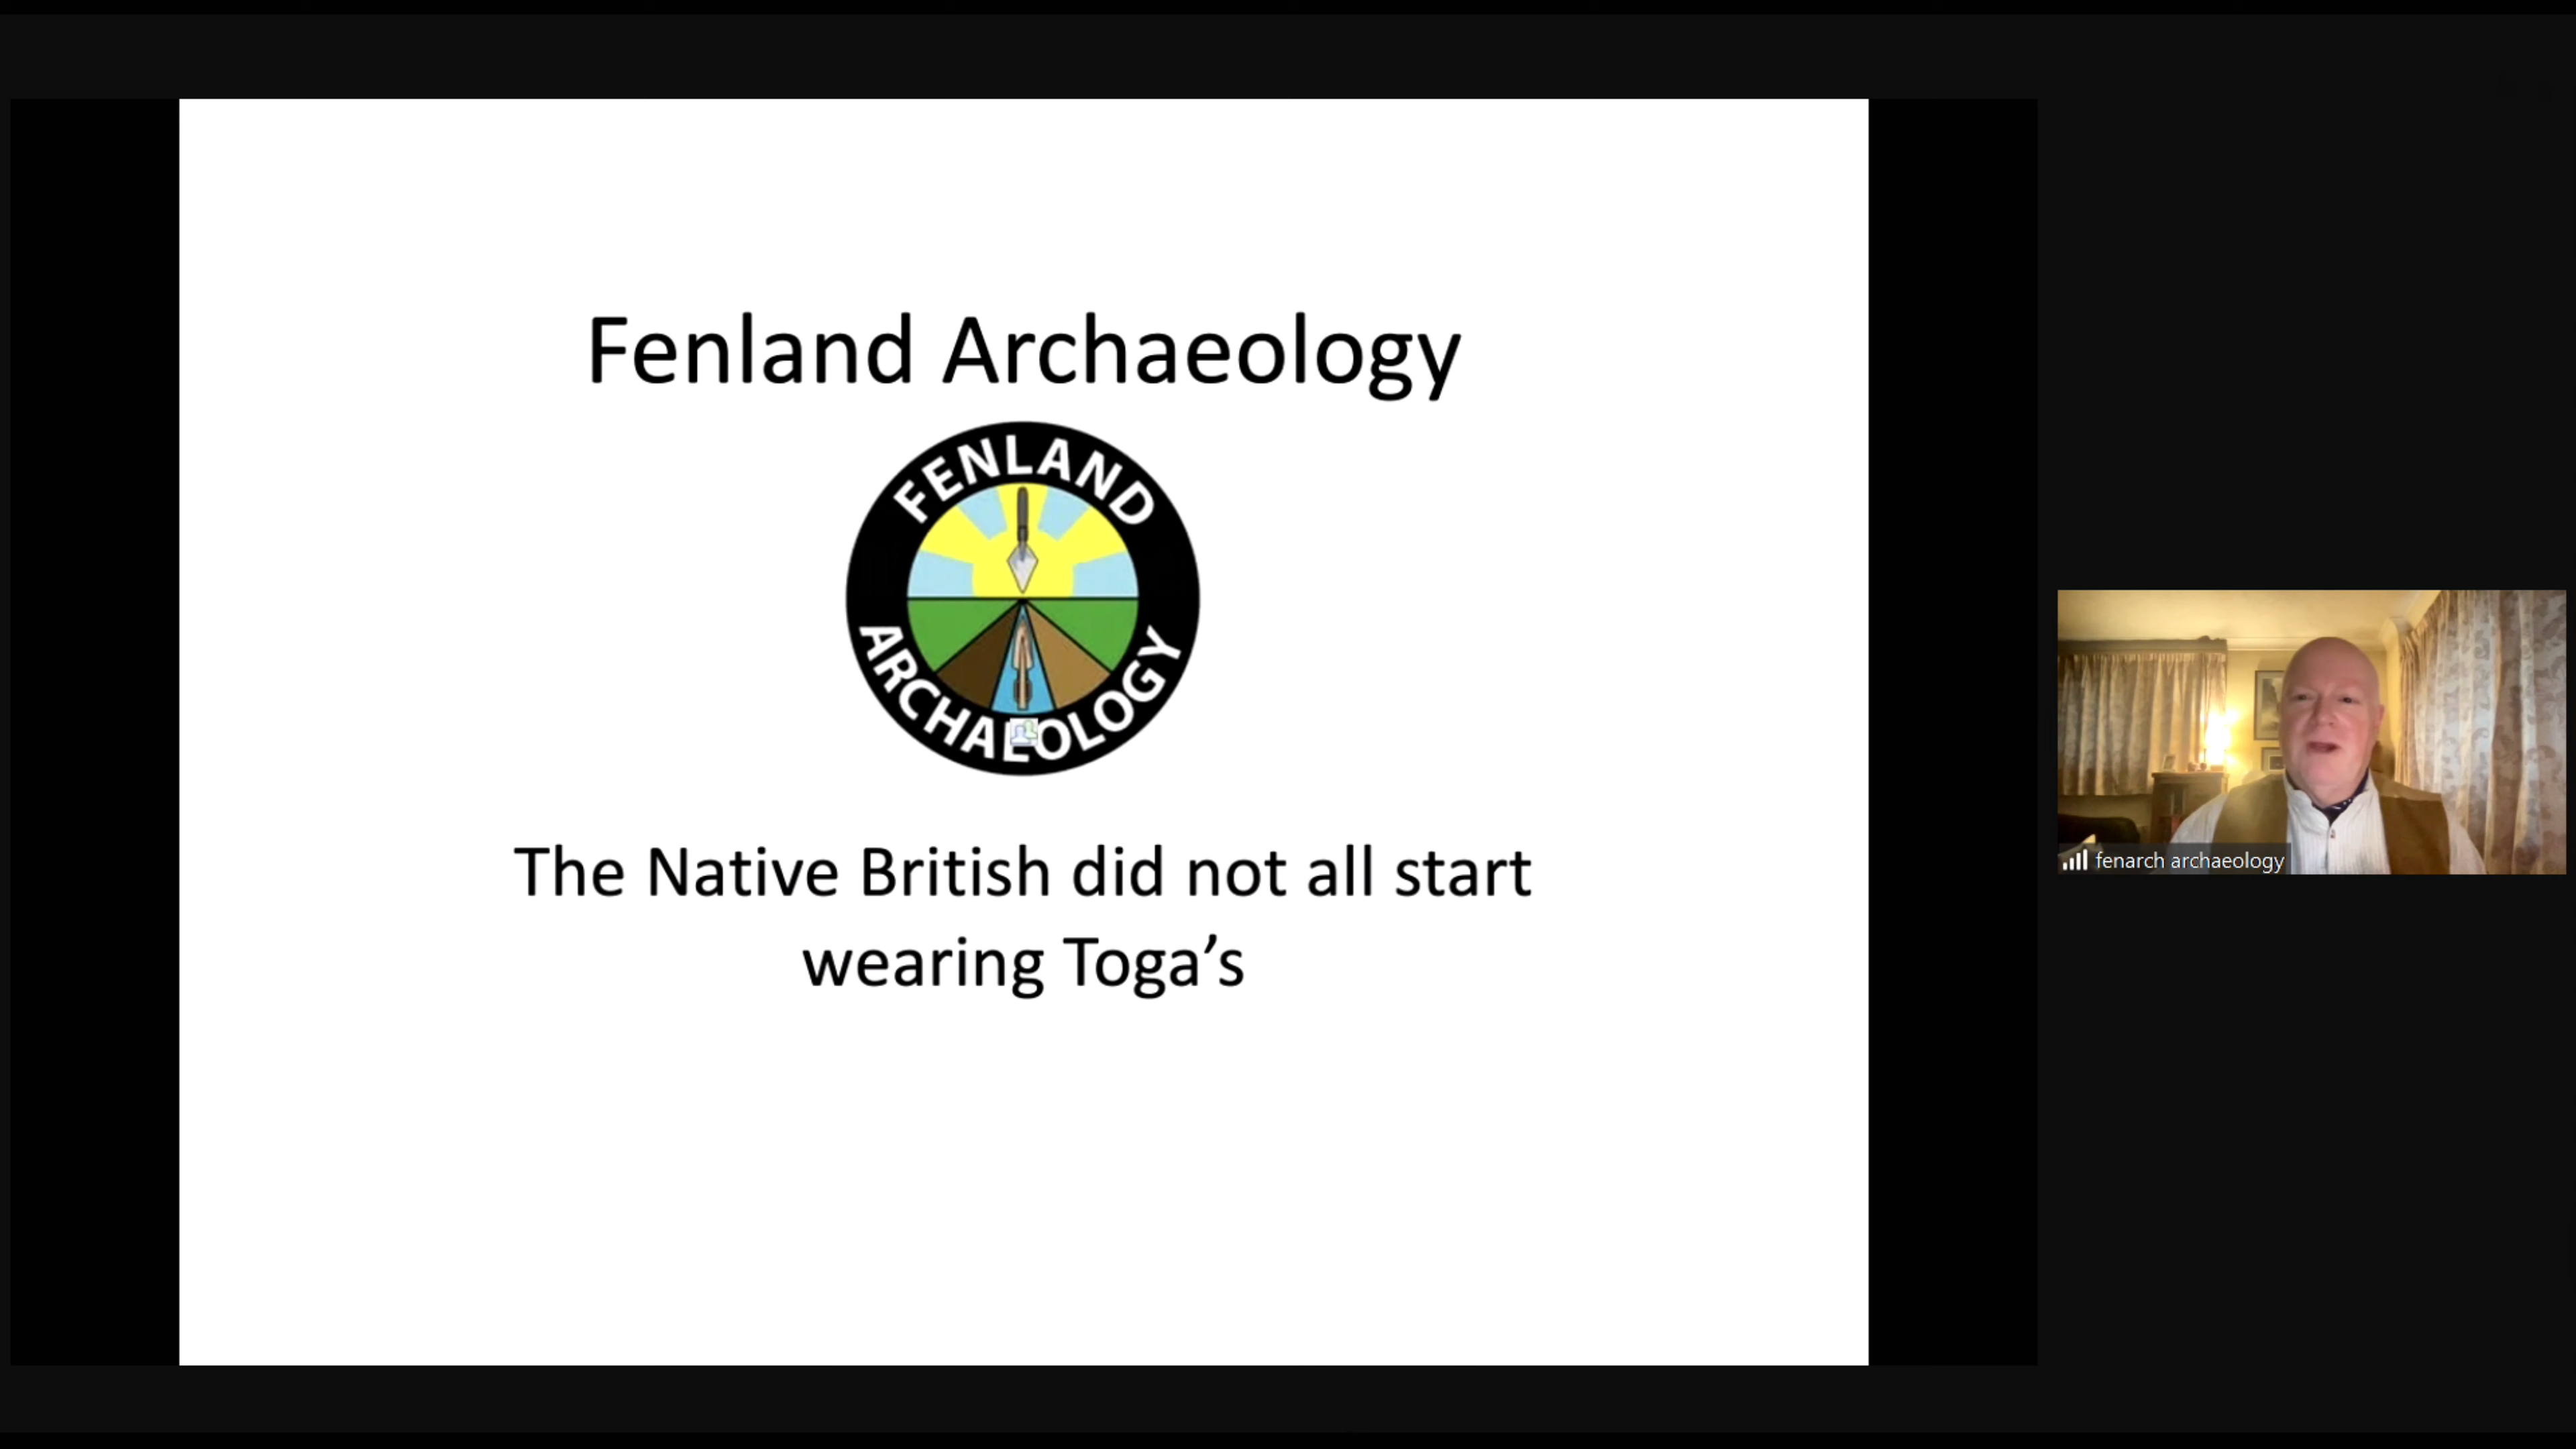 Fenland Archaeology
FENLAND
ARCHAEOLOGY
The Native British did not all start
wearing Toga’s
fenarch archaeology